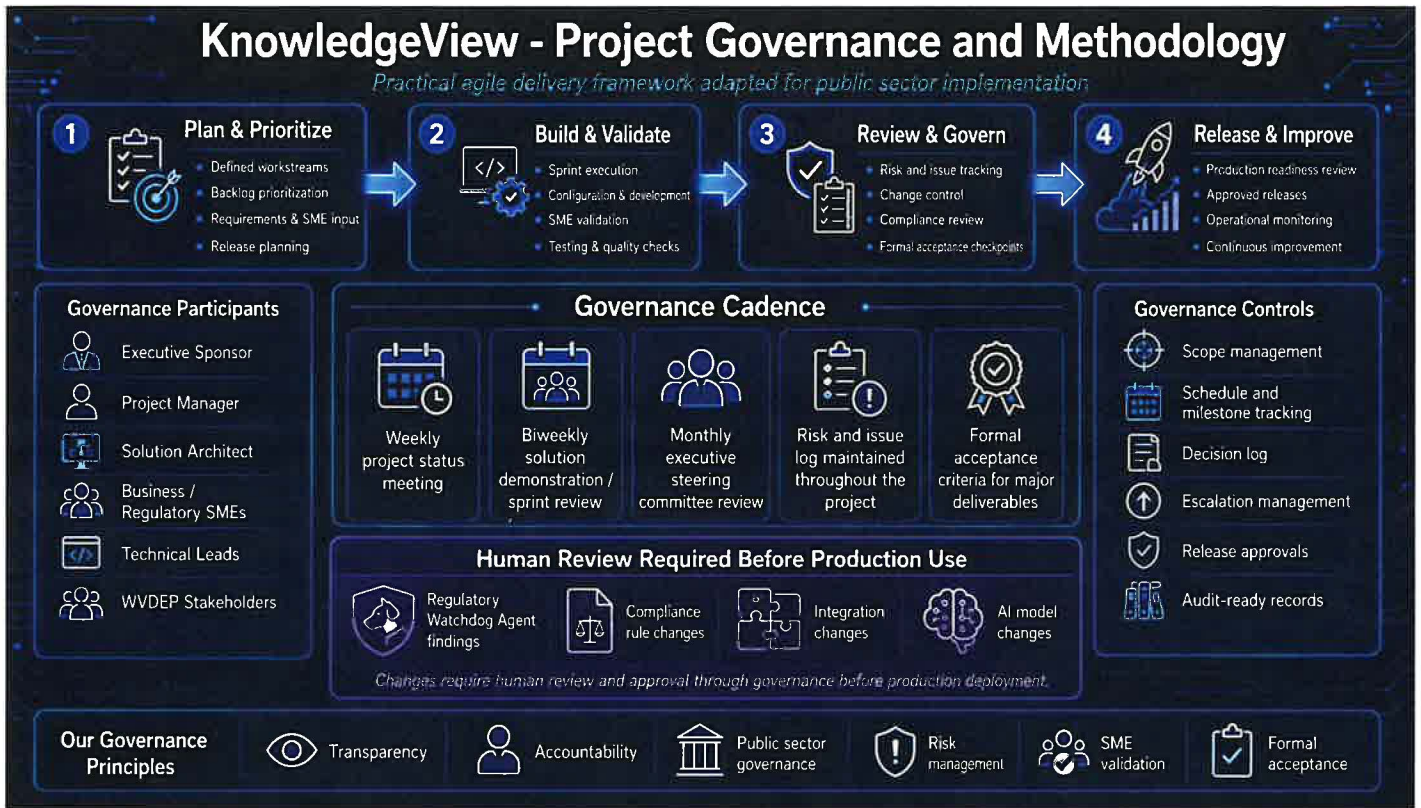 KnowledgeView - Project Governance and Methodology
Practical agile delivery framework adapted for public sector implementation
1
Plan & Prioritize
Defined workstreams
Backlog prioritization
Requirements & SME input
Release planning
2
Build & Validate
</>
Sprint execution
Configuration & development
SME validation
Testing & quality checks
3
Review & Govern
Risk and issue tracking
Change control
Compliance review
Formal acceptance checkpoints
4
Release & Improve
Production readiness review
Approved releases
Operational monitoring
Continuous improvement
Governance Participants
Executive Sponsor
Project Manager
Solution Architect
Business /
Regulatory SMEs
</>
Technical Leads
WVDEP Stakeholders
Governance Cadence
Weekly
project status
meeting
Biweekly
solution
demonstration /
sprint review
Monthly
executive
steering
committee review
Risk and issue
log maintained
throughout the
project
Formal
acceptance
criteria for major
deliverables
Human Review Required Before Production Use
Regulatory
Watchdog Agent
findings
Compliance
rule changes
Integration
changes
AI model
changes
Changes require human review and approval through governance before production deployment.
Governance Controls
Scope management
Schedule and
milestone tracking
Decision log
Escalation management
Release approvals
Audit-ready records
Our Governance
Principles
Transparency
Accountability
Public sector
governance
Risk
management
SME
validation
Formal
acceptance